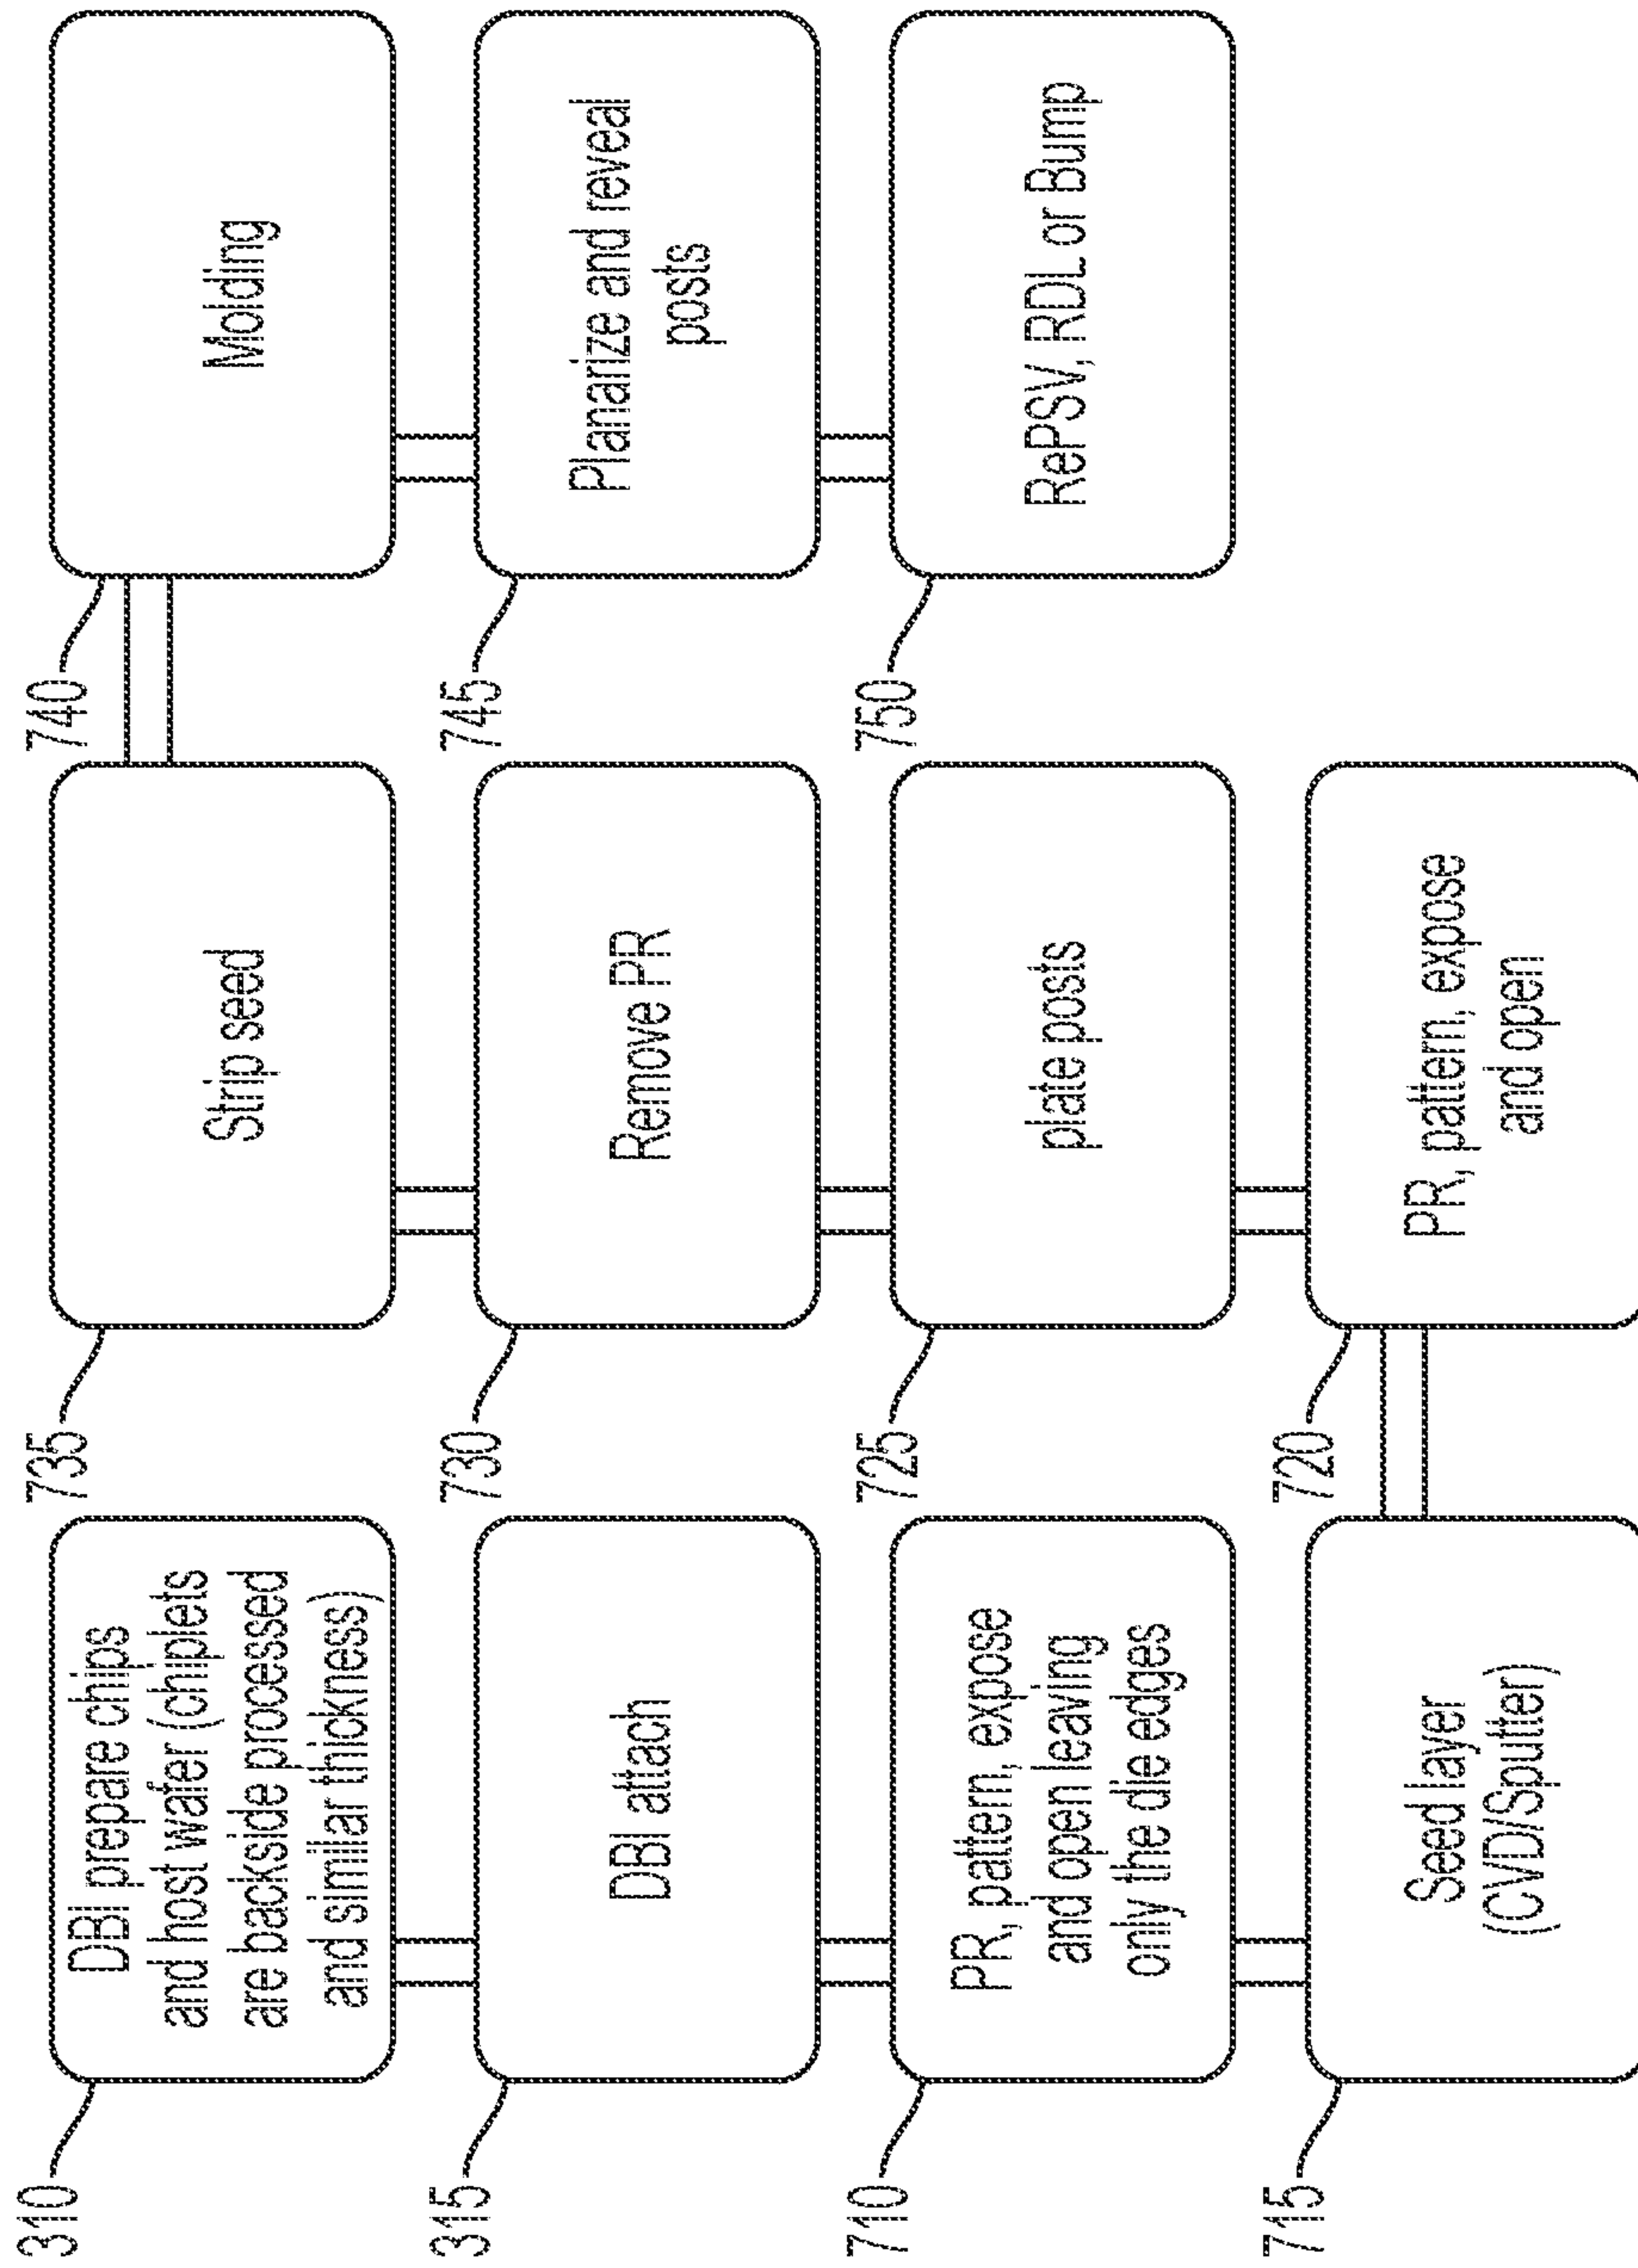 310
DBI prepare chips
and host wafer (chiplets
are backside processed
and similar thickness)
315
DBI attach
710
PR, pattern, expose
and open leaving
only the die edges
715
Seed layer
(CVD/Sputter)
720
PR, pattern, expose
and open
725
plate posts
730
Remove PR
735
Strip seed
740
Molding
745
Planarize and reveal
posts
750
RePSV, RDL or Bump